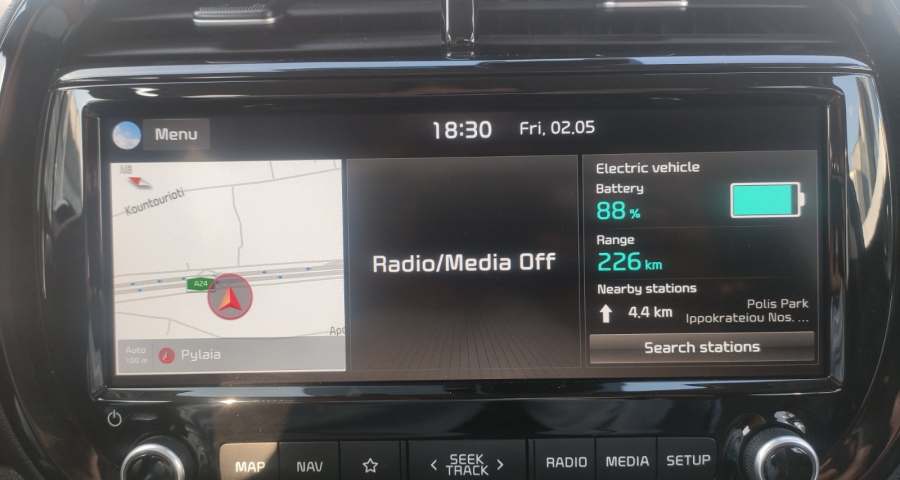 Menu
18:30
Fri, 02.05
Kountourioti
A24
Auto
100 m
Pylaia
Radio/Media Off
Electric vehicle
Battery
88 %
Range
226 km
Nearby stations
4.4 km
Polis Park
Ippokrateiou Nos. ...
Search stations
MAP
NAV
SEEK
TRACK
RADIO
MEDIA
SETUP